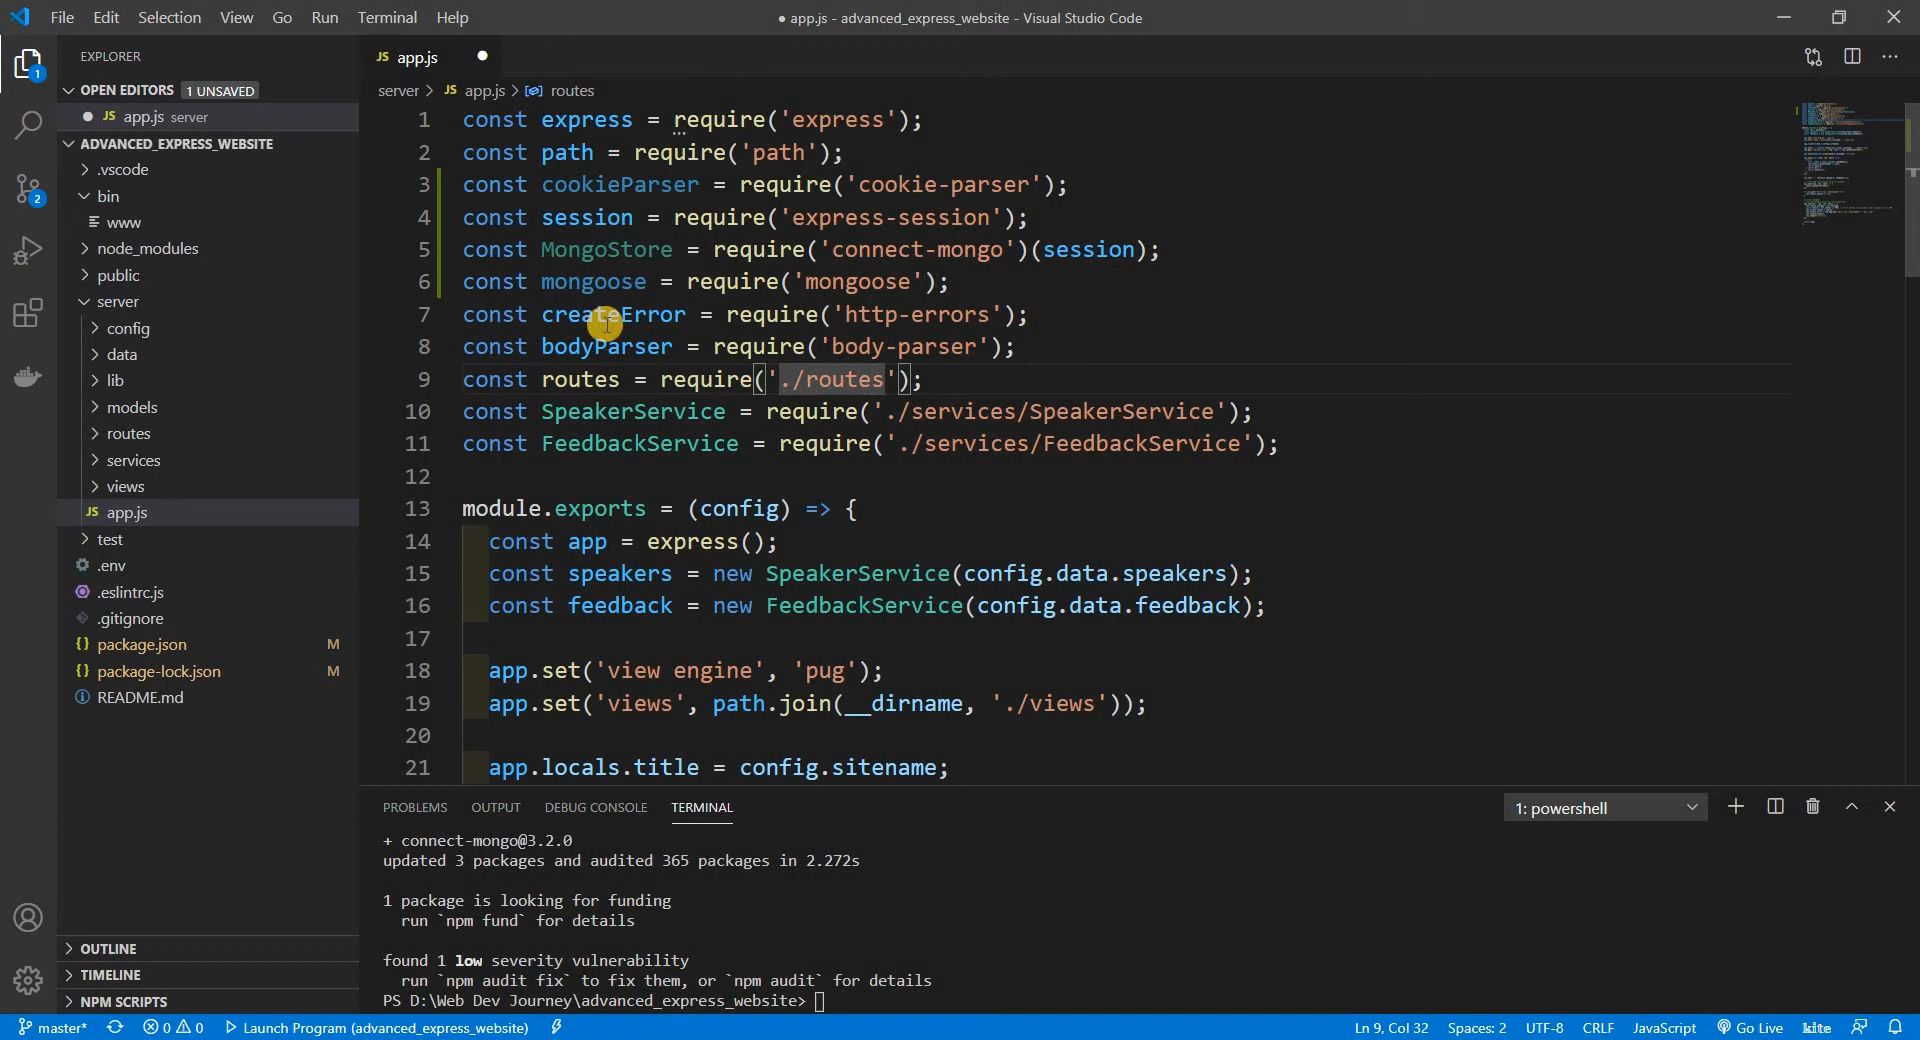 File Edit Selection View Go Run Terminal Help
● app.js - advanced_express_website - Visual Studio Code
EXPLORER
OPEN EDITORS 1 UNSAVED
● JS app.js server
ADVANCED_EXPRESS_WEBSITE
.vscode
bin
www
node_modules
public
server
config
data
lib
models
routes
services
views
JS app.js
test
.env
.eslintrc.js
.gitignore
{} package.json M
{} package-lock.json M
README.md
OUTLINE
TIMELINE
NPM SCRIPTS
1
2
JS app.js ●
server > JS app.js > routes
1 const express = require('express');
2 const path = require('path');
3 const cookieParser = require('cookie-parser');
4 const session = require('express-session');
5 const MongoStore = require('connect-mongo')(session);
6 const mongoose = require('mongoose');
7 const createError = require('http-errors');
8 const bodyParser = require('body-parser');
9 const routes = require('./routes');
10 const SpeakerService = require('./services/SpeakerService');
11 const FeedbackService = require('./services/FeedbackService');
12
13 module.exports = (config) => {
14 const app = express();
15 const speakers = new SpeakerService(config.data.speakers);
16 const feedback = new FeedbackService(config.data.feedback);
17
18 app.set('view engine', 'pug');
19 app.set('views', path.join(__dirname, './views'));
20
21 app.locals.title = config.sitename;
PROBLEMS OUTPUT DEBUG CONSOLE TERMINAL
1: powershell
+ connect-mongo@3.2.0
updated 3 packages and audited 365 packages in 2.272s
1 package is looking for funding
run `npm fund` for details
found 1 low severity vulnerability
run `npm audit fix` to fix them, or `npm audit` for details
PS D:\Web Dev Journey\advanced_express_website>
master* 0 0 Launch Program (advanced_express_website)
Ln 9, Col 32 Spaces: 2 UTF-8 CRLF JavaScript Go Live kite